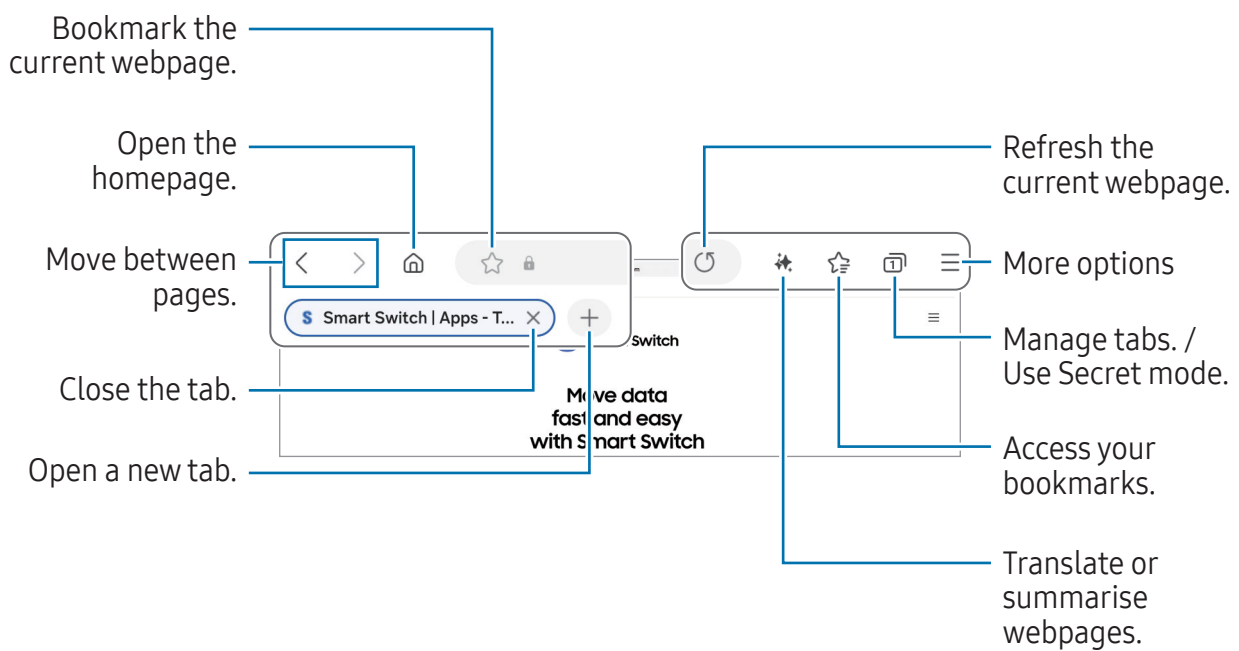 Bookmark the
current webpage.
Open the
homepage.
Refresh the
current webpage.
Move between
pages.
More options
S Smart Switch | Apps - T...
Switch
Manage tabs. /
Use Secret mode.
Close the tab.
Move data
fast and easy
with Smart Switch
Open a new tab.
Access your
bookmarks.
Translate or
summarise
webpages.
1